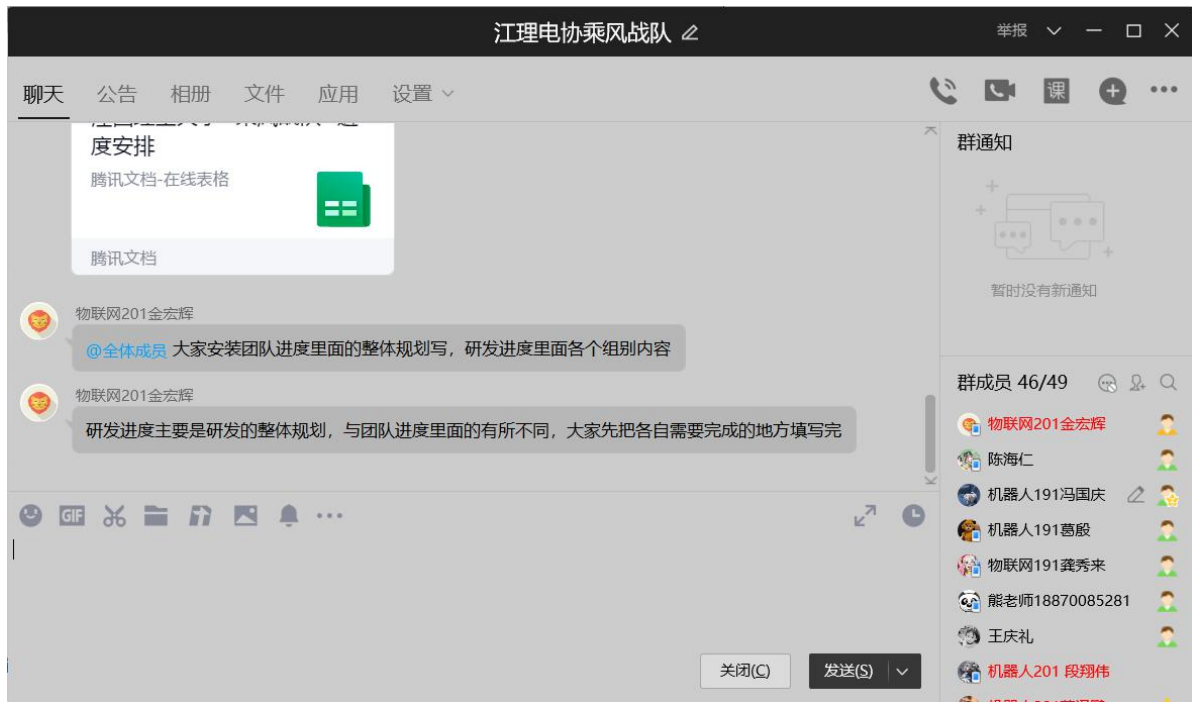 江理电协乘风战队
举报
聊天 公告 相册 文件 应用 设置
度安排
腾讯文档-在线表格
腾讯文档
物联网201金宏辉
@全体成员 大家安装团队进度里面的整体规划写，研发进度里面各个组别内容
物联网201金宏辉
研发进度主要是研发的整体规划，与团队进度里面的有所不同，大家先把各自需要完成的地方填写完
GIF
关闭(C) 发送(S)
课
群通知
暂时没有新通知
群成员 46/49
物联网201金宏辉
陈海仁
机器人191冯国庆
机器人191葛殷
物联网191龚秀来
熊老师18870085281
王庆礼
机器人201 段翔伟